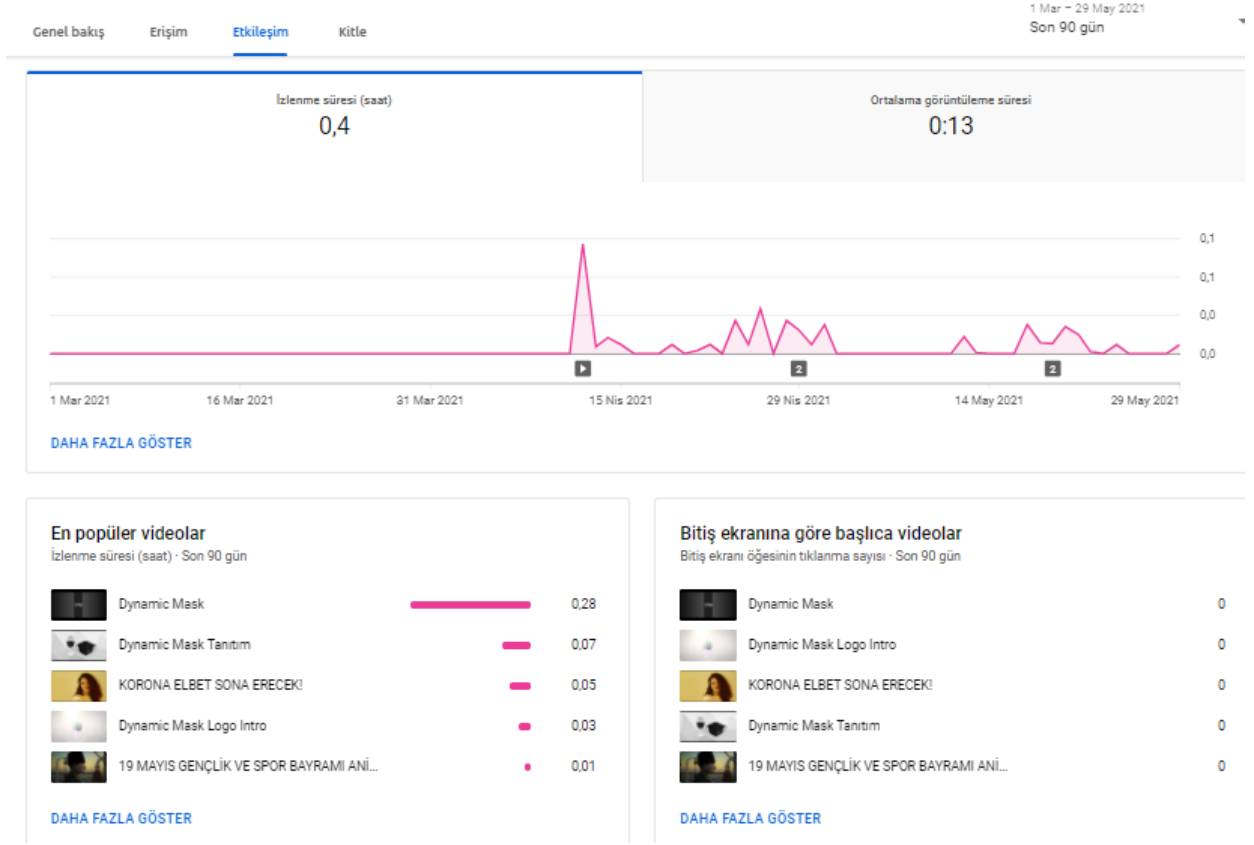 1 Mar – 29 May 2021
Genel bakış Erişim Etkileşim Kitle Son 90 gün
İzlenme süresi (saat)
0,4
Ortalama görüntüleme süresi
0:13
0,1
0,1
0,0
0,0
2 2
1 Mar 2021 16 Mar 2021 31 Mar 2021 15 Nis 2021 29 Nis 2021 14 May 2021 29 May 2021
DAHA FAZLA GÖSTER
En popüler videolar
İzlenme süresi (saat) · Son 90 gün
Dynamic Mask 0,28
Dynamic Mask Tanıtım 0,07
KORONA ELBET SONA ERECEK! 0,05
Dynamic Mask Logo Intro 0,03
19 MAYIS GENÇLİK VE SPOR BAYRAMI ANİ... 0,01
DAHA FAZLA GÖSTER
Bitiş ekranına göre başlıca videolar
Bitiş ekranı öğesinin tıklanma sayısı · Son 90 gün
Dynamic Mask 0
Dynamic Mask Logo Intro 0
KORONA ELBET SONA ERECEK! 0
Dynamic Mask Tanıtım 0
19 MAYIS GENÇLİK VE SPOR BAYRAMI ANİ... 0
DAHA FAZLA GÖSTER